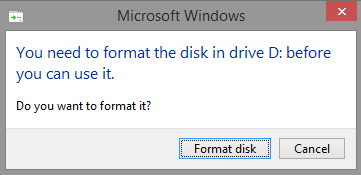 Microsoft Windows
You need to format the disk in drive D: before
you can use it.
Do you want to format it?
Format disk
Cancel